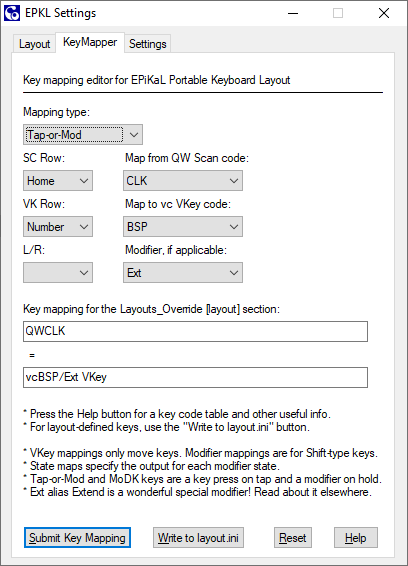 EPKL Settings
Layout KeyMapper Settings
Key mapping editor for EPiKaL Portable Keyboard Layout
Mapping type:
Tap-or-Mod
SC Row: Map from QW Scan code:
Home CLK
VK Row: Map to vc VKey code:
Number BSP
L/R: Modifier, if applicable:
Ext
Key mapping for the Layouts_Override [layout] section:
QWCLK
=
vcBSP/Ext VKey
* Press the Help button for a key code table and other useful info.
* For layout-defined keys, use the "Write to layout.ini" button.
* VKey mappings only move keys. Modifier mappings are for Shift-type keys.
* State maps specify the output for each modifier state.
* Tap-or-Mod and MoDK keys are a key press on tap and a modifier on hold.
* Ext alias Extend is a wonderful special modifier! Read about it elsewhere.
Submit Key Mapping Write to layout.ini Reset Help